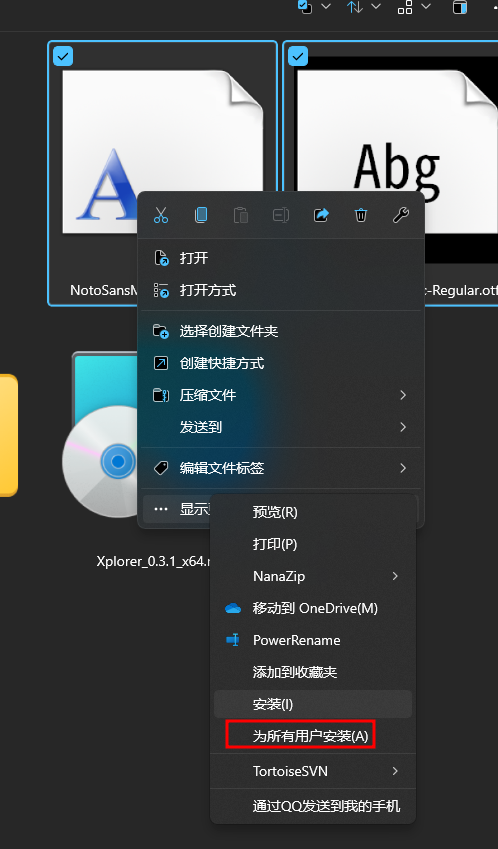 Abg
NotoSansM
c-Regular.otf
打开
打开方式
选择创建文件夹
创建快捷方式
压缩文件
发送到
编辑文件标签
显示
Xplorer_0.3.1_x64.m
预览(R)
打印(P)
NanaZip
移动到 OneDrive(M)
PowerRename
添加到收藏夹
安装(I)
为所有用户安装(A)
TortoiseSVN
通过QQ发送到我的手机